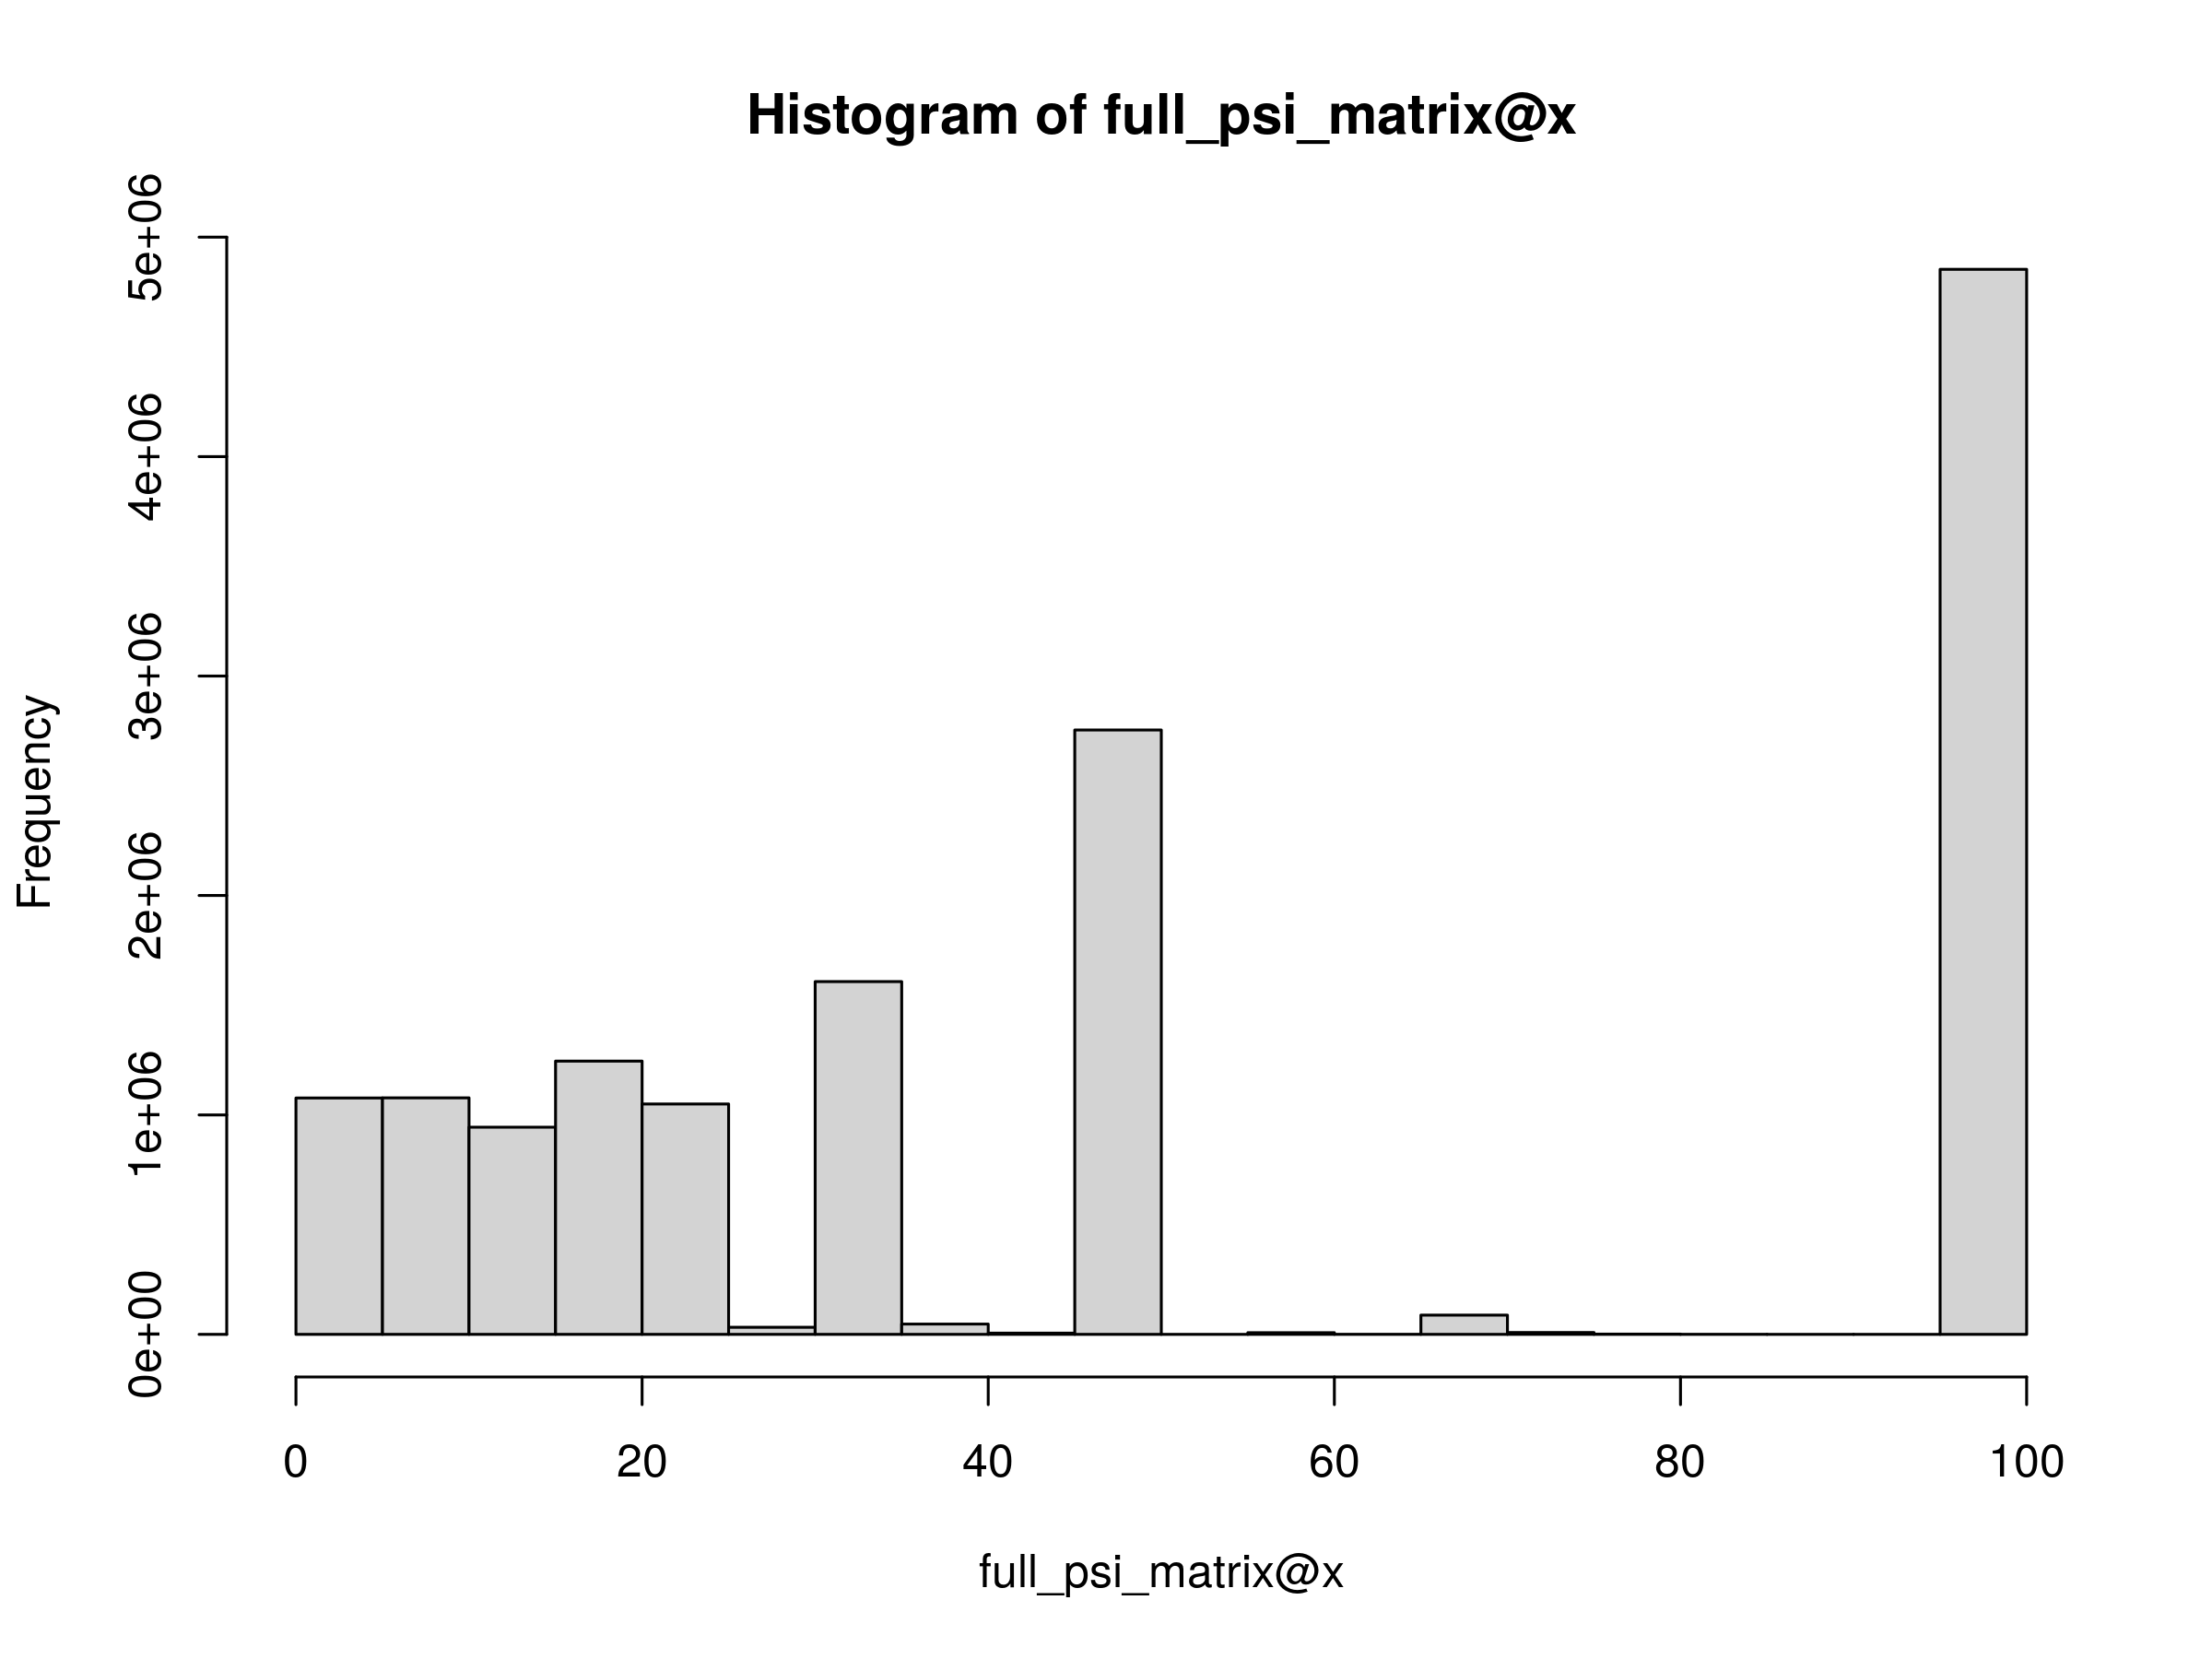 Histogram of full_psi_matrix@x
Frequency
5e+06
4e+06
3e+06
2e+06
1e+06
0e+00
0 20 40 60 80 100
full_psi_matrix@x